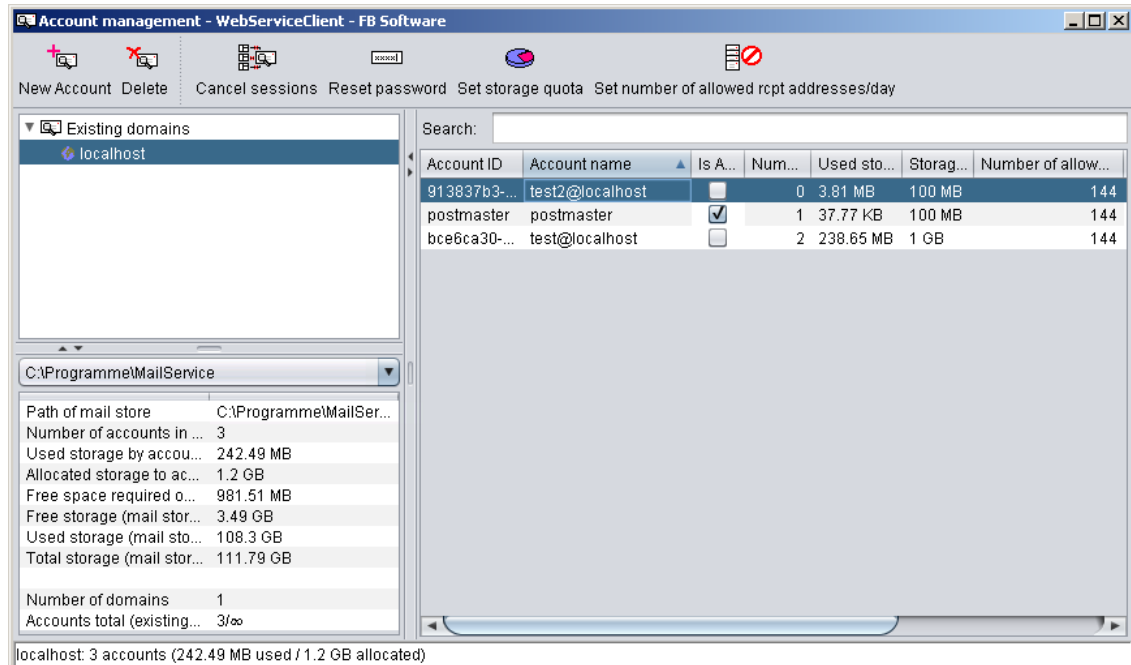 Account management - WebServiceClient - FB Software
New Account Delete Cancel sessions Reset password Set storage quota Set number of allowed rcpt addresses/day
Existing domains
localhost
Search:
Account ID Account name Is A... Num... Used sto... Storag... Number of allow...
913837b3-... test2@localhost 0 3.81 MB 100 MB 144
postmaster postmaster 1 37.77 KB 100 MB 144
bce6ca30-... test@localhost 2 238.65 MB 1 GB 144
C:\Programme\MailService
Path of mail store C:\Programme\MailSer...
Number of accounts in ... 3
Used storage by accou... 242.49 MB
Allocated storage to ac... 1.2 GB
Free space required o... 981.51 MB
Free storage (mail stor... 3.49 GB
Used storage (mail sto... 108.3 GB
Total storage (mail stor... 111.79 GB
Number of domains 1
Accounts total (existing... 3/∞
localhost: 3 accounts (242.49 MB used / 1.2 GB allocated)